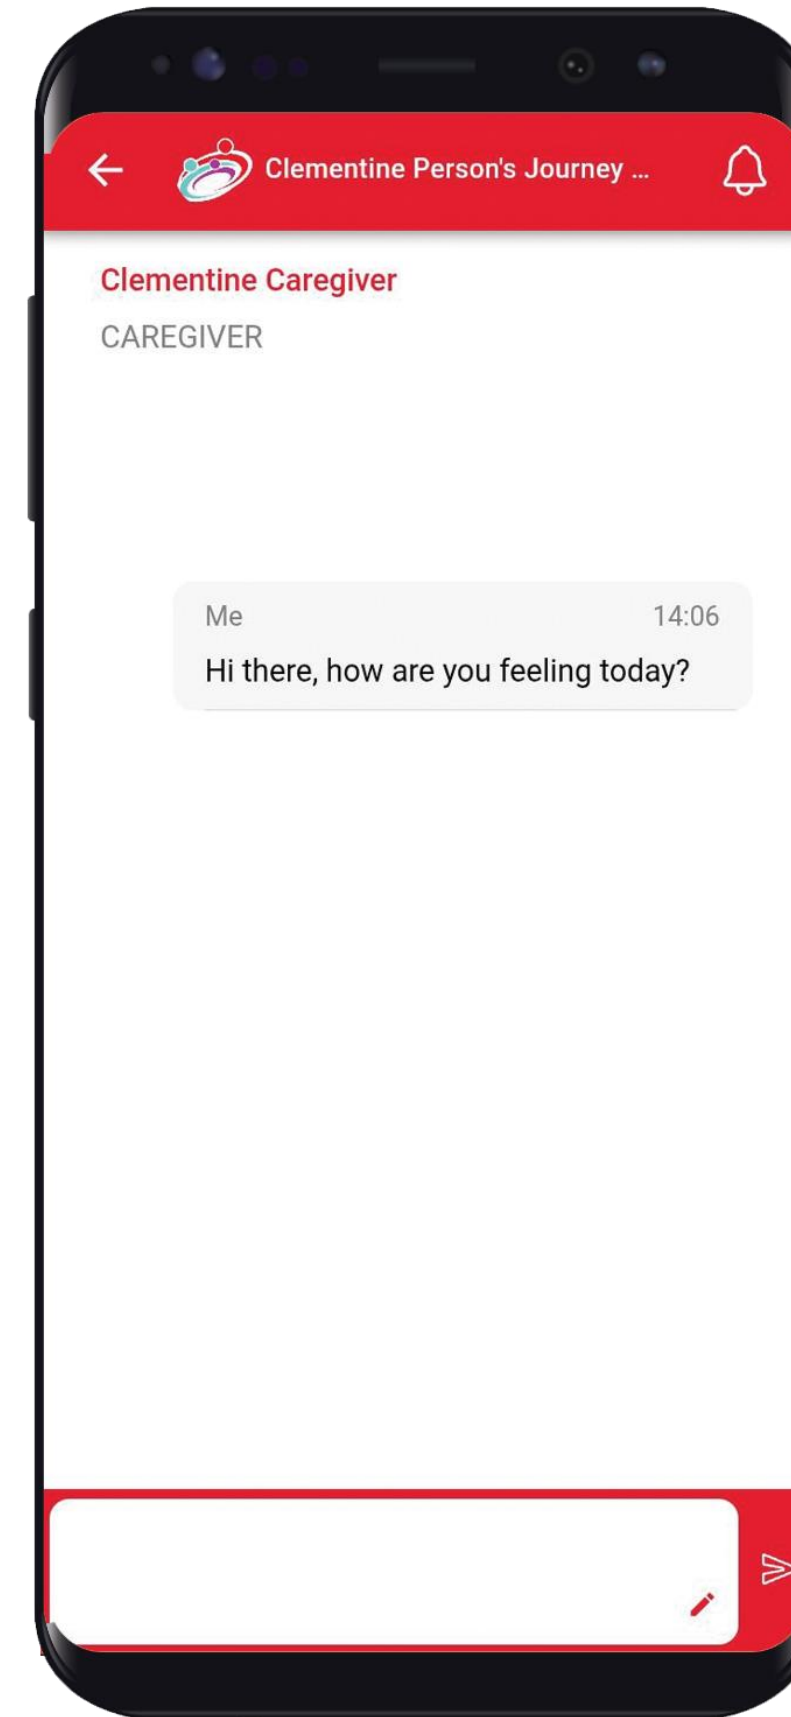 Clementine Person's Journey ...
Clementine Caregiver
CAREGIVER
Me 14:06
Hi there, how are you feeling today?